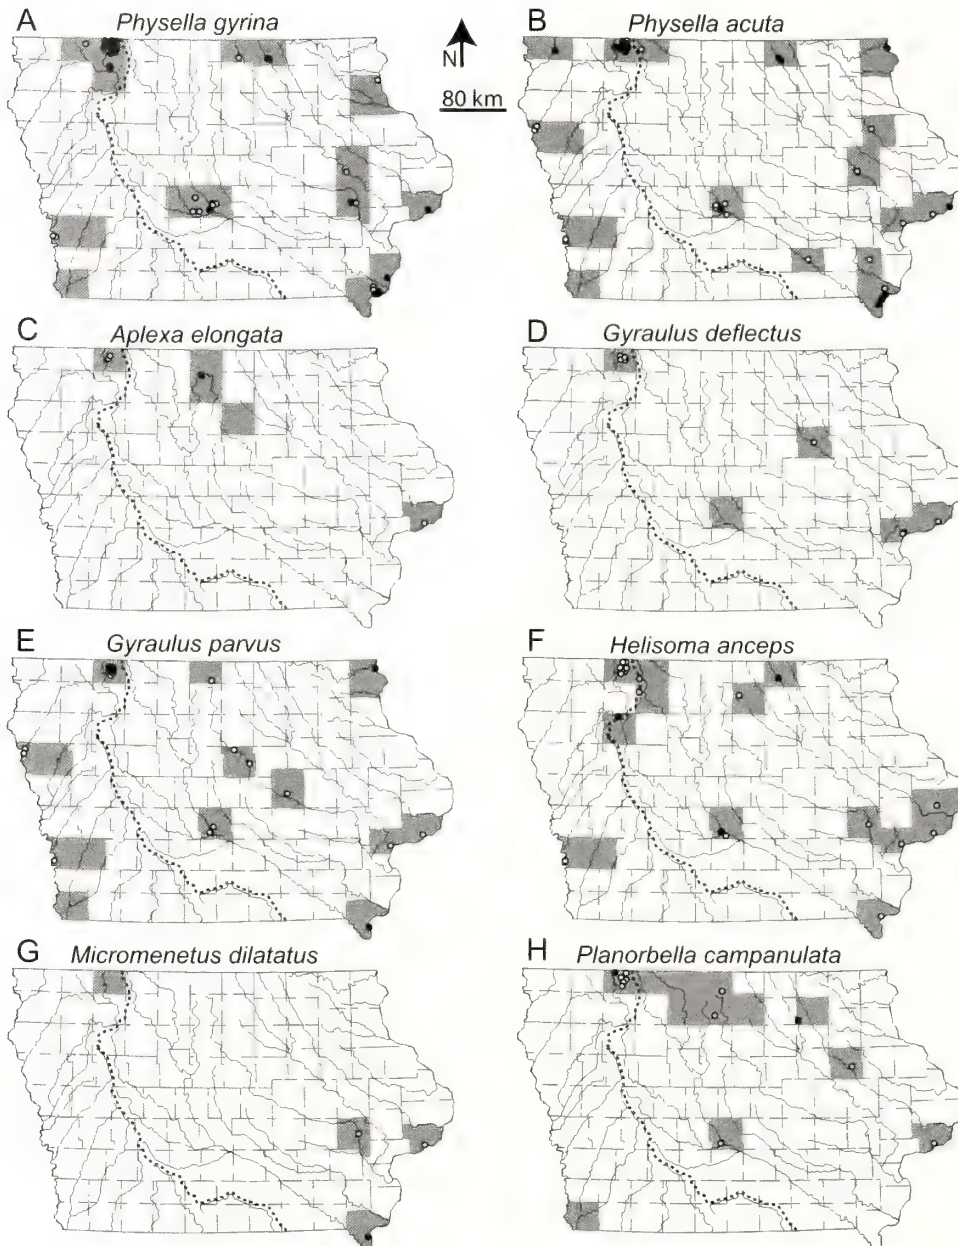 A Physella gyrina
N
80 km
B Physella acuta
C Aplexa elongata
D Gyraulus deflectus
E Gyraulus parvus
F Helisoma anceps
G Micromenetus dilatatus
H Planorbella campanulata